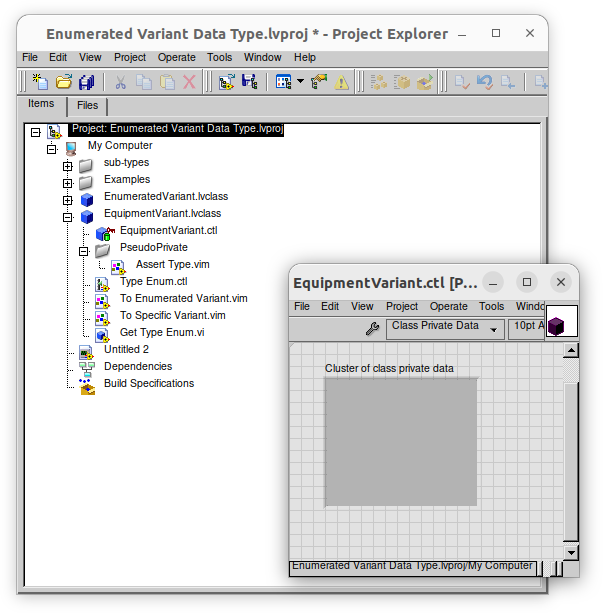 Enumerated Variant Data Type.lvproj * - Project Explorer
File Edit View Project Operate Tools Window Help
Items Files
Project: Enumerated Variant Data Type.lvproj
My Computer
sub-types
Examples
EnumeratedVariant.lvclass
EquipmentVariant.lvclass
EquipmentVariant.ctl
PseudoPrivate
Assert Type.vim
Type Enum.ctl
To Enumerated Variant.vim
To Specific Variant.vim
Get Type Enum.vi
Untitled 2
Dependencies
Build Specifications
EquipmentVariant.ctl [P...
File Edit View Project Operate Tools Windo
Class Private Data 10pt A
Cluster of class private data
Enumerated Variant Data Type.lvproj/My Computer